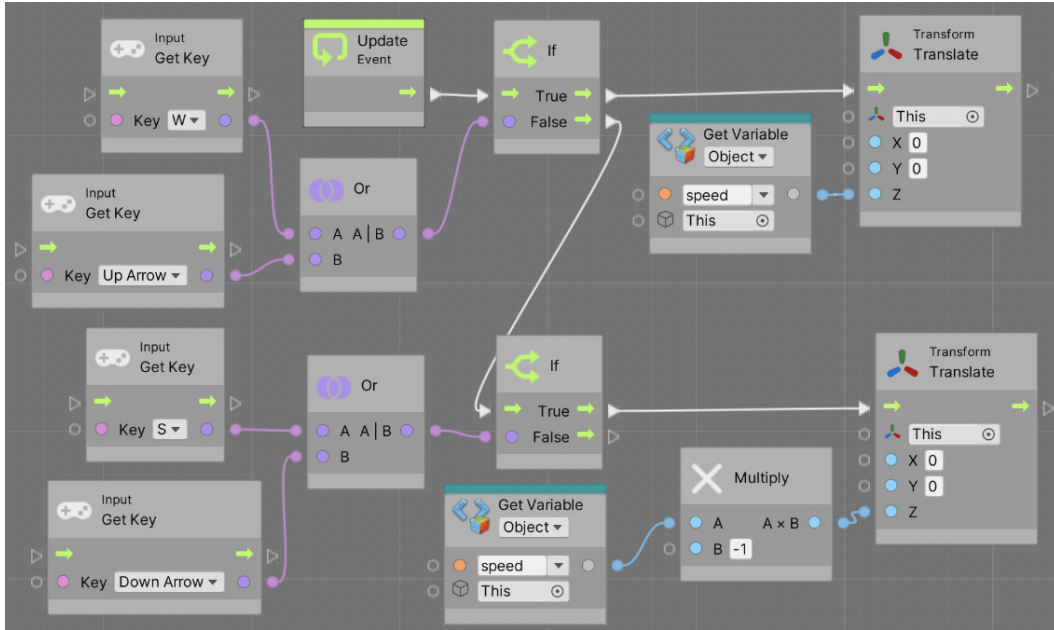 Input
Get Key
Key W
Update
Event
If
True
False
Transform
Translate
This
X 0
Y 0
Z
Get Variable
Object
speed
This
Input
Get Key
Key Up Arrow
Or
A A | B
B
Input
Get Key
Key S
Or
A A | B
B
If
True
False
Transform
Translate
This
X 0
Y 0
Z
Input
Get Key
Key Down Arrow
Get Variable
Object
speed
This
Multiply
A A × B
B -1